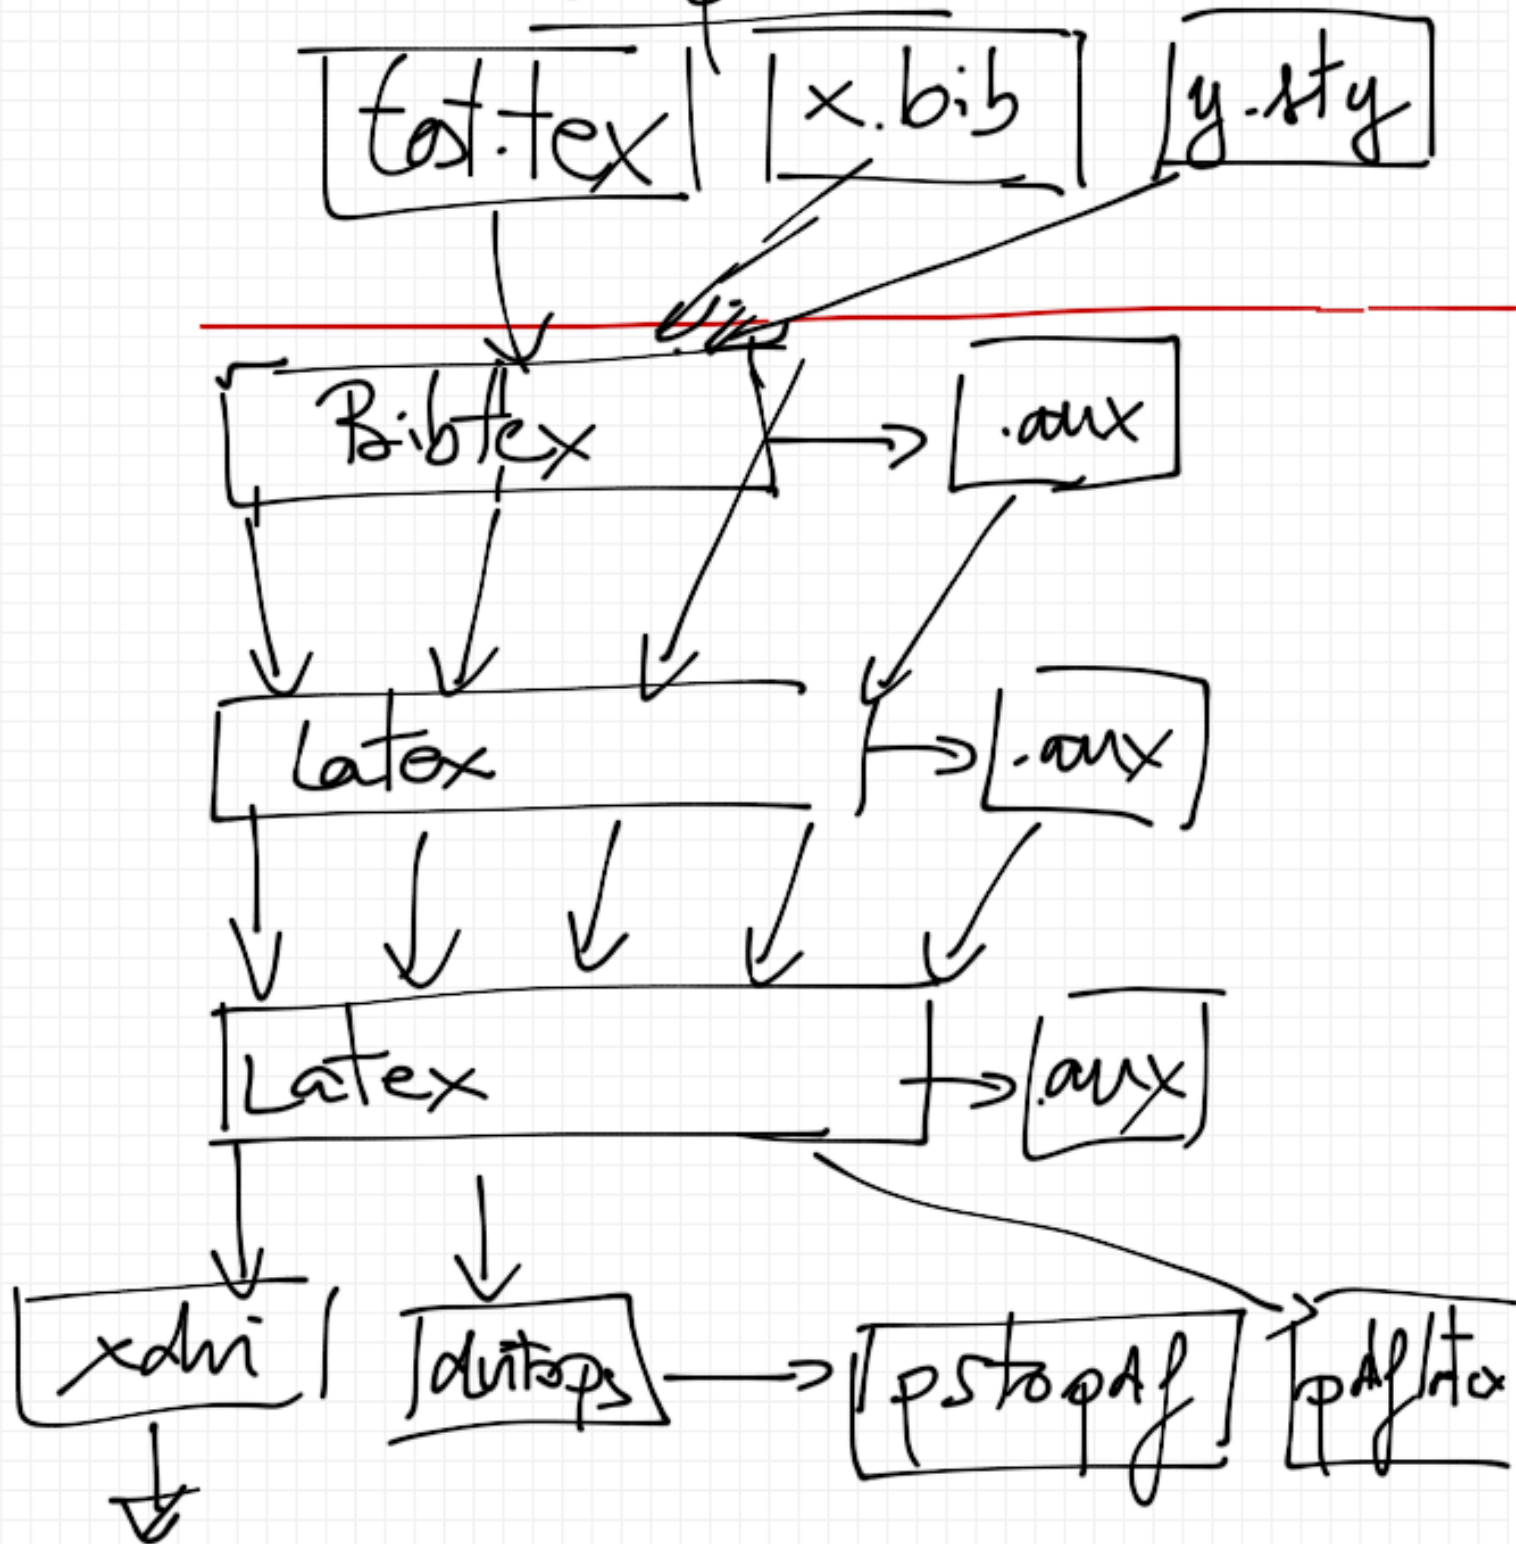 test.tex x.bib y.sty
Bibtex .aux
Latex .aux
Latex .aux
xdvi dvitops pstopdf pdflatex